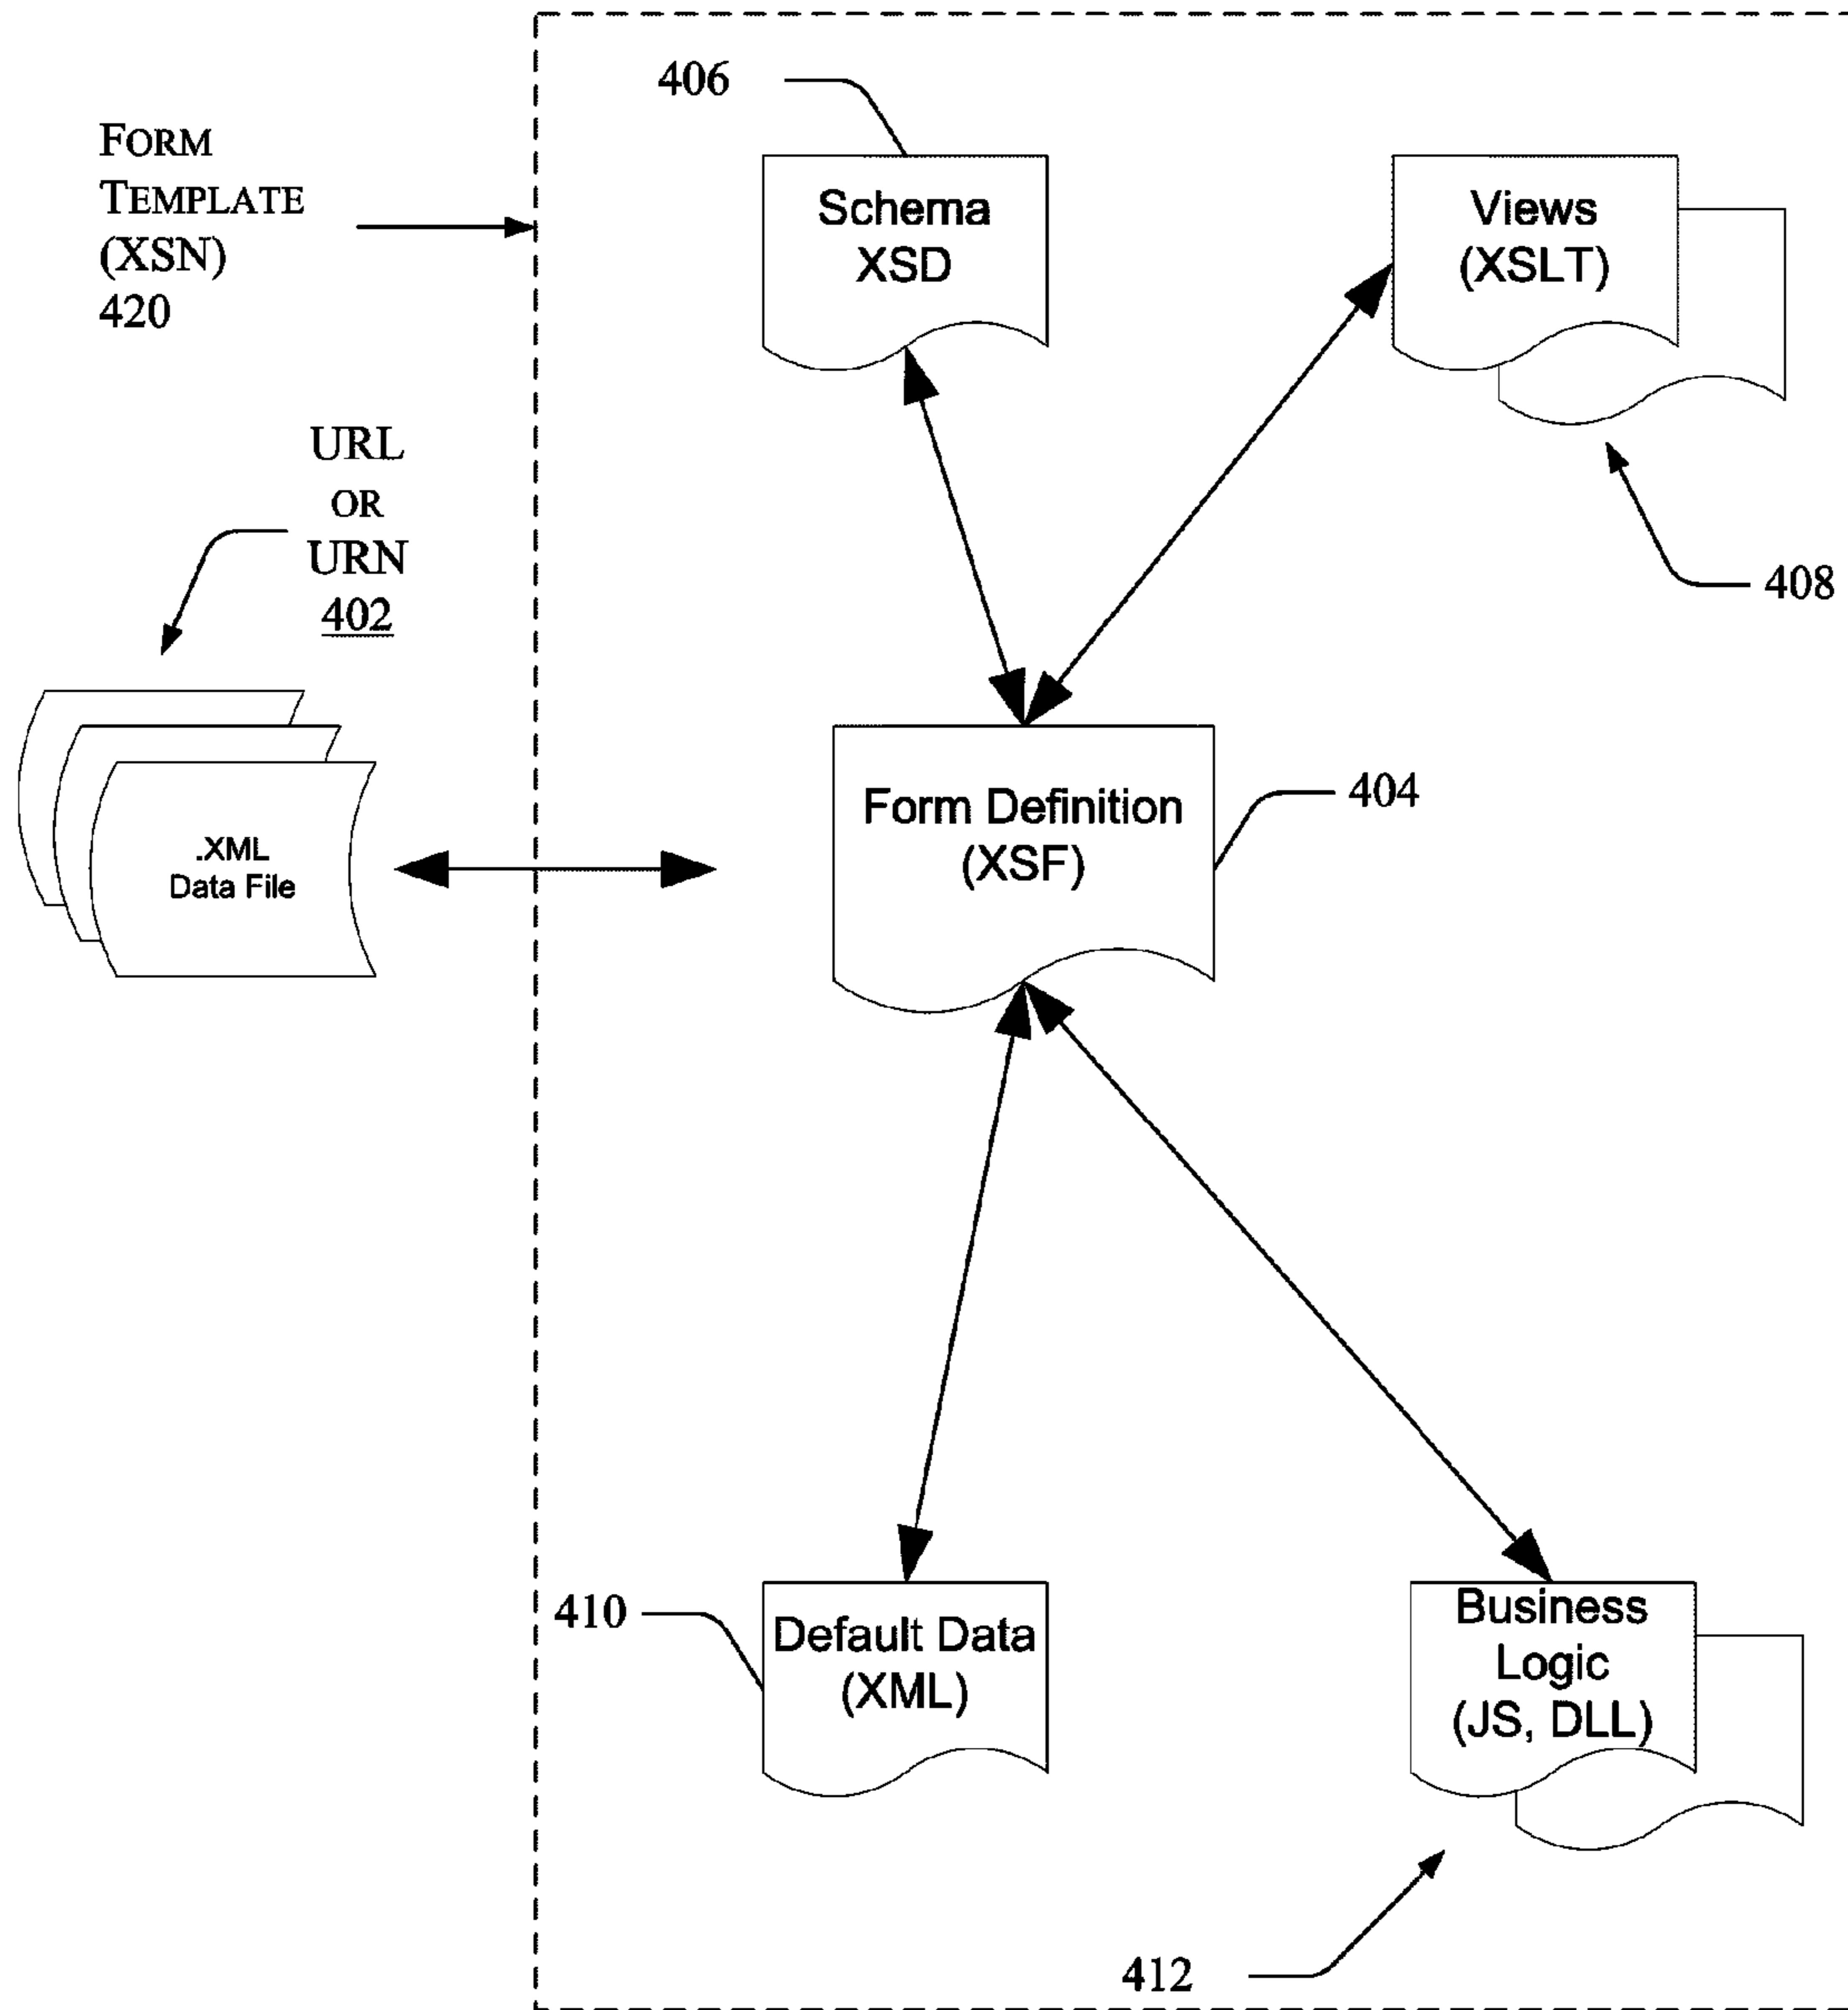 406
FORM
TEMPLATE
(XSN)
420
Schema
XSD
Views
(XSLT)
URL
OR
URN
402
408
.XML
Data File
Form Definition
(XSF)
404
410
Default Data
(XML)
Business
Logic
(JS, DLL)
412